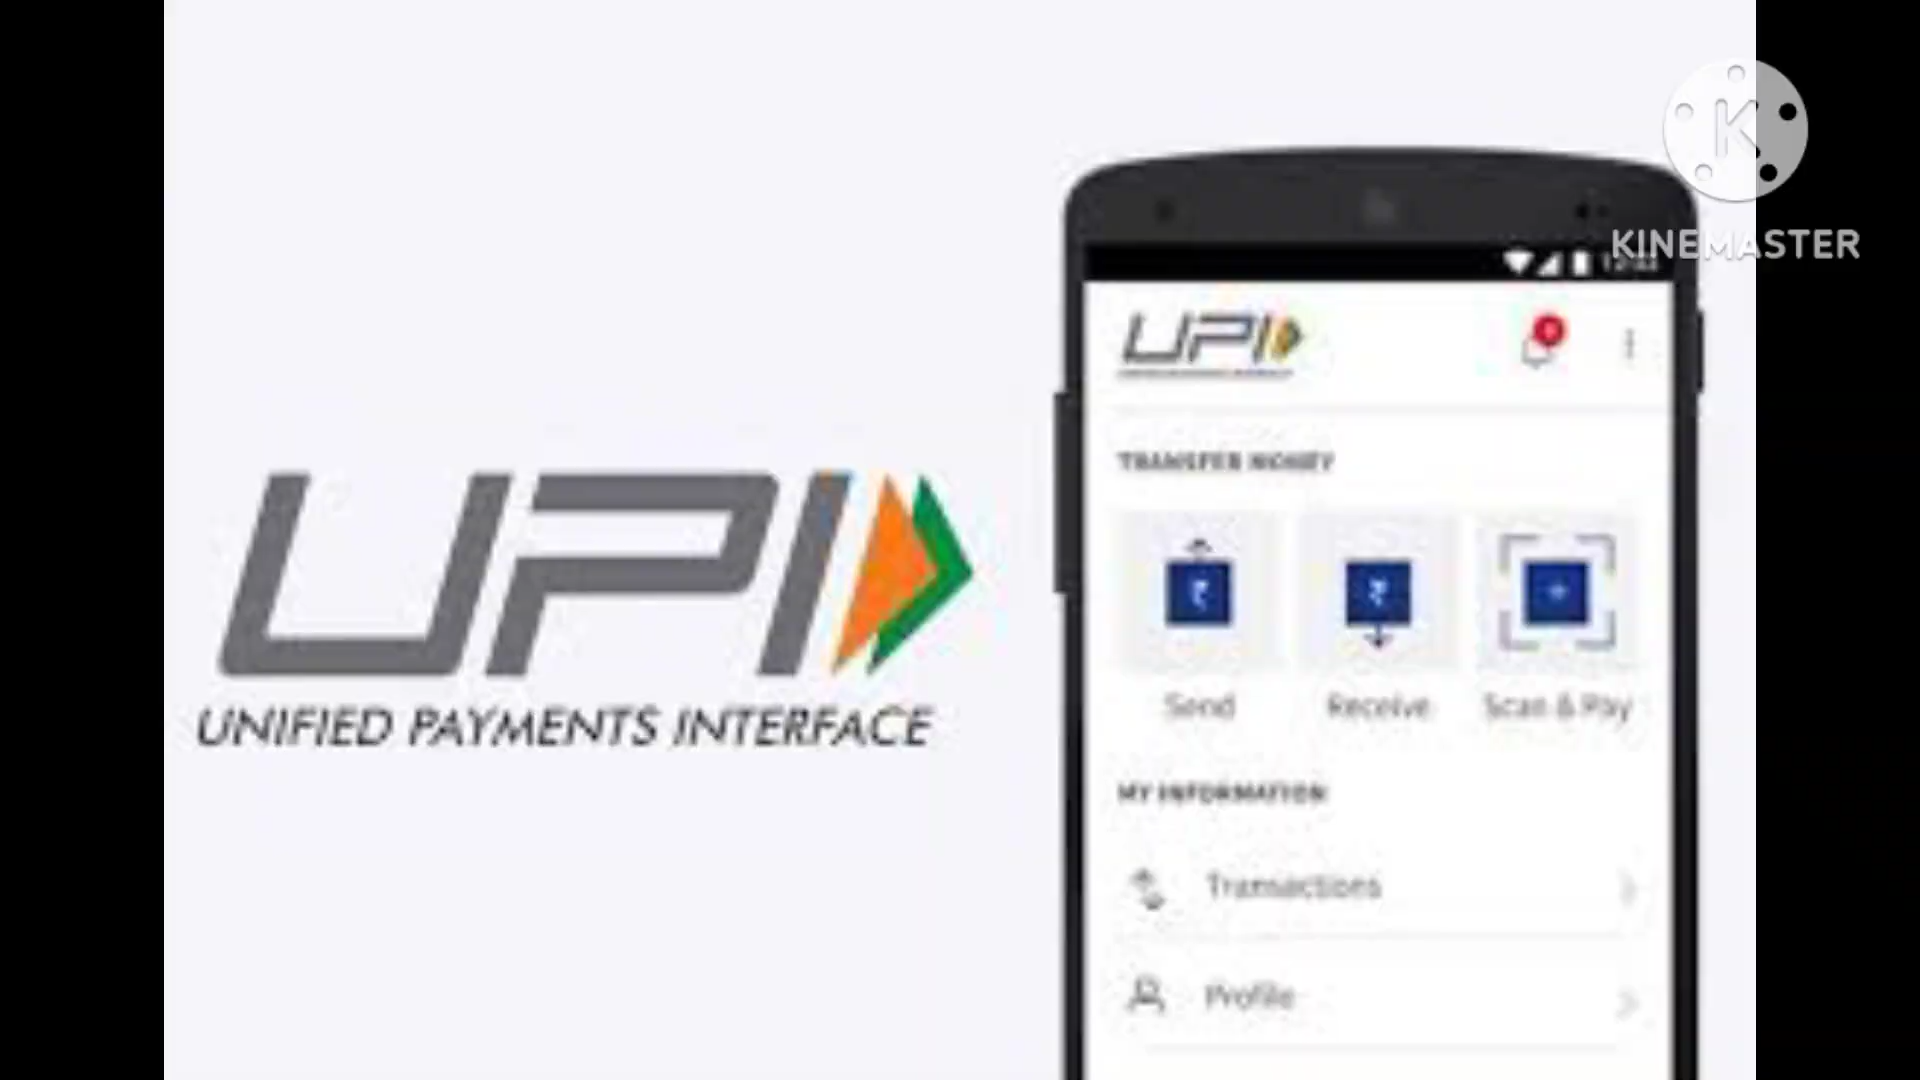 KINEMASTER
UPI
UNIFIED PAYMENTS INTERFACE
UPI
TRANSFER MONEY
Send
Receive
Scan & Pay
MY INFORMATION
Transactions
Profile